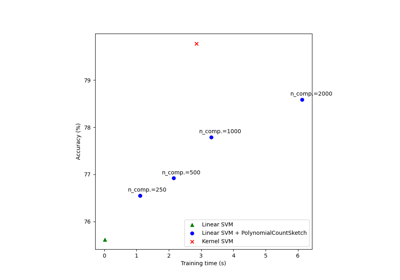 79
78
77
76
Accuracy (%)
n_comp.=2000
n_comp.=1000
n_comp.=500
n_comp.=250
Linear SVM
Linear SVM + PolynomialCountSketch
Kernel SVM
0 1 2 3 4 5 6
Training time (s)